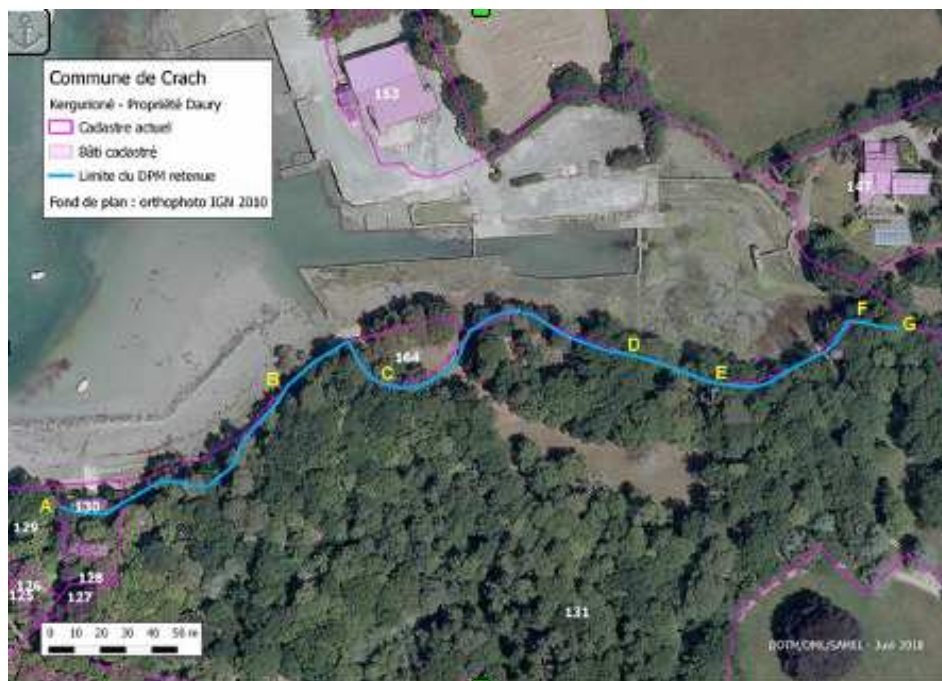 Commune de Crach
Kergurioné - Propriété Daury
Cadastre actuel
Bâti cadastré
Limite du DPM retenue
Fond de plan : orthophoto IGN 2010
153
147
F
G
D
164
C
E
B
A
130
129
128
126
125
127
131
0 10 20 30 40 50 m
DDTM/DML/SAMEL - Juin 2018